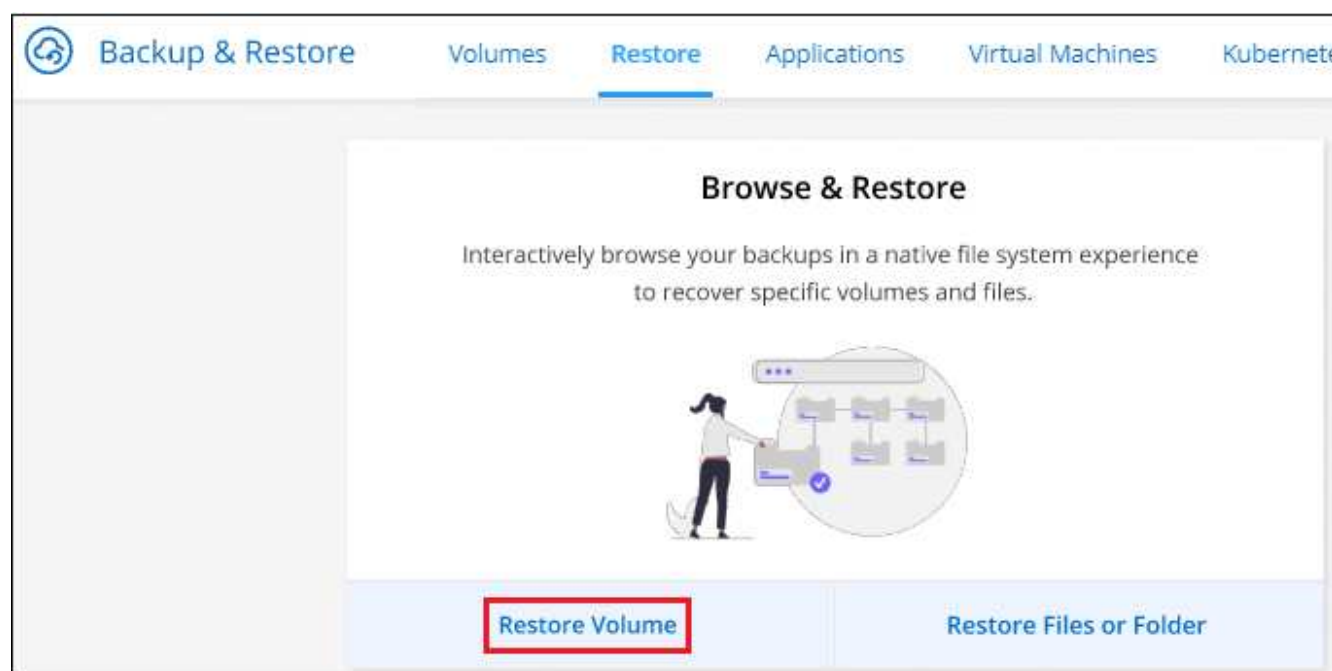 Backup & Restore Volumes Restore Applications Virtual Machines Kubernete
Browse & Restore
Interactively browse your backups in a native file system experience
to recover specific volumes and files.
Restore Volume Restore Files or Folder